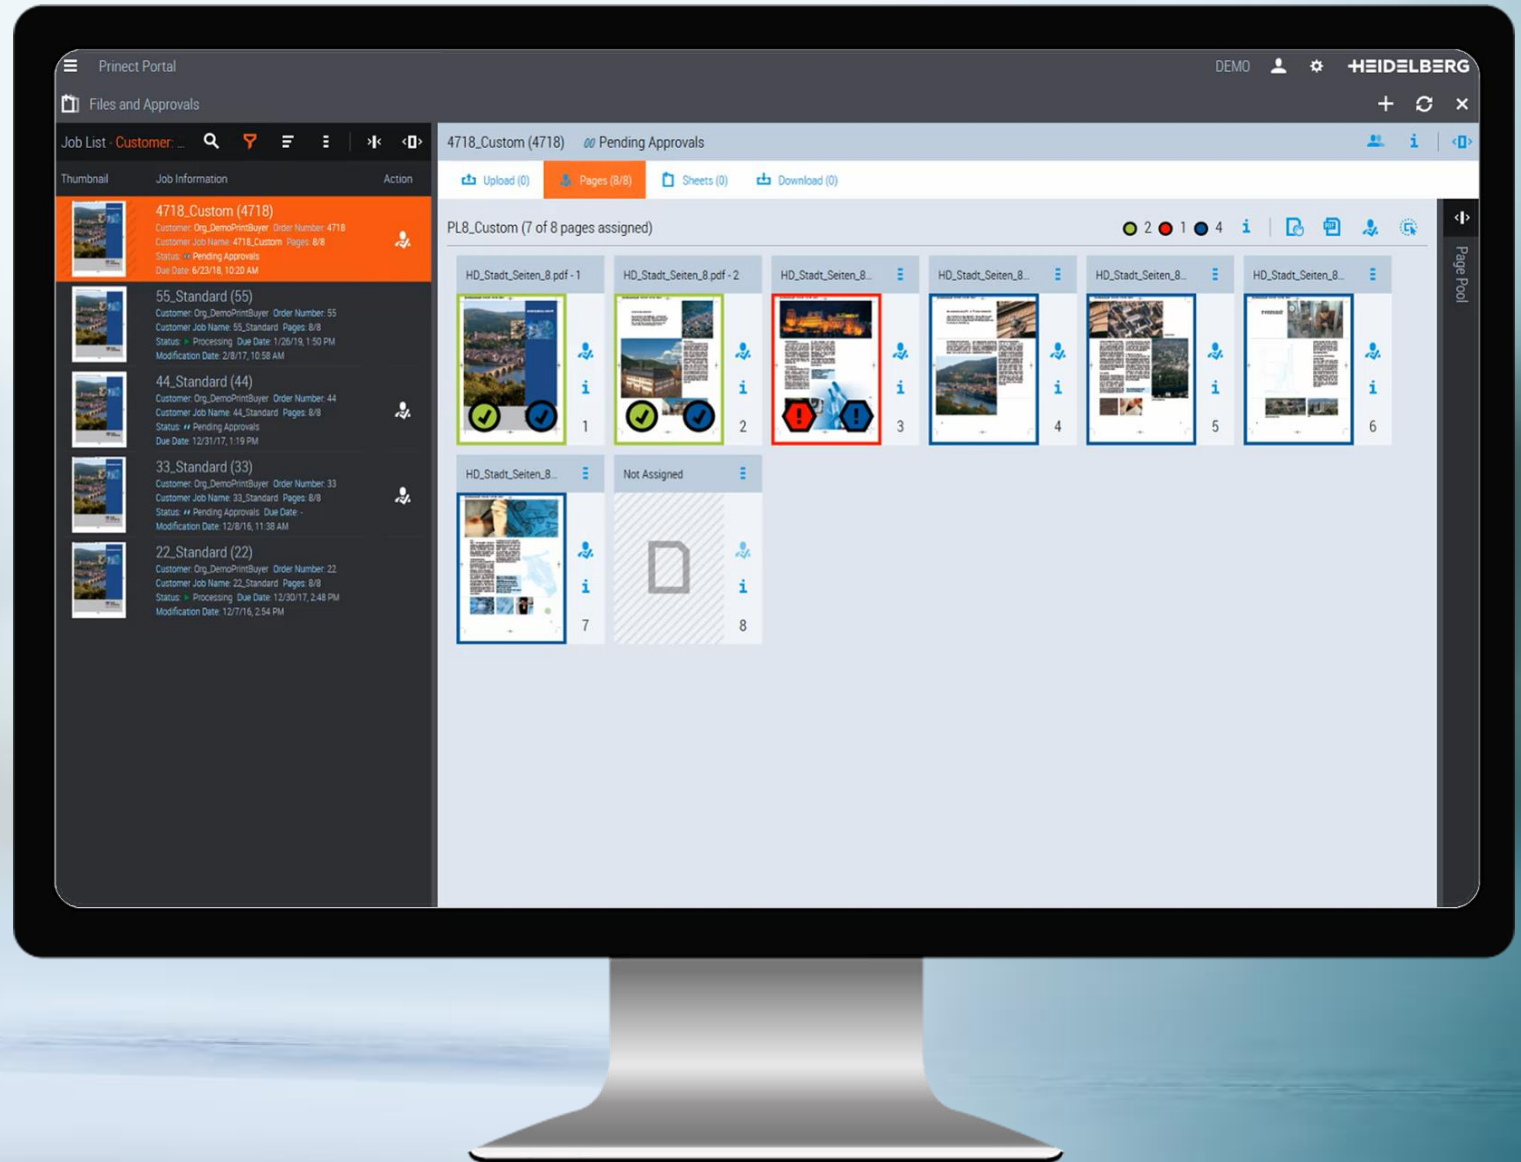 Prinect Portal
DEMO
HEIDELBERG
Files and Approvals
Job List - Customer: ...
4718_Custom (4718) Pending Approvals
Thumbnail Job Information Action
Upload (0) Pages (8/8) Sheets (0) Download (0)
4718_Custom (4718)
Customer: Org_DemoPrintBuyer Order Number: 4718
Customer Job Name: 4718_Custom Pages: 8/8
Status: Pending Approvals
Due Date: 6/23/18, 10:20 AM
55_Standard (55)
Customer: Org_DemoPrintBuyer Order Number: 55
Customer Job Name: 55_Standard Pages: 8/8
Status: Processing Due Date: 1/26/19, 1:50 PM
Modification Date: 2/8/17, 10:58 AM
44_Standard (44)
Customer: Org_DemoPrintBuyer Order Number: 44
Customer Job Name: 44_Standard Pages: 8/8
Status: Pending Approvals
Due Date: 12/31/17, 1:19 PM
33_Standard (33)
Customer: Org_DemoPrintBuyer Order Number: 33
Customer Job Name: 33_Standard Pages: 8/8
Status: Pending Approvals Due Date: -
Modification Date: 12/8/16, 11:38 AM
22_Standard (22)
Customer: Org_DemoPrintBuyer Order Number: 22
Customer Job Name: 22_Standard Pages: 8/8
Status: Processing Due Date: 12/30/17, 2:48 PM
Modification Date: 12/7/16, 2:54 PM
PL8_Custom (7 of 8 pages assigned)
2 1 4
Page Pool
HD_Stadt_Seiten_8.pdf - 1
HD_Stadt_Seiten_8.pdf - 2
HD_Stadt_Seiten_8...
HD_Stadt_Seiten_8...
HD_Stadt_Seiten_8...
HD_Stadt_Seiten_8...
1
2
3
4
5
6
HD_Stadt_Seiten_8...
Not Assigned
7
8